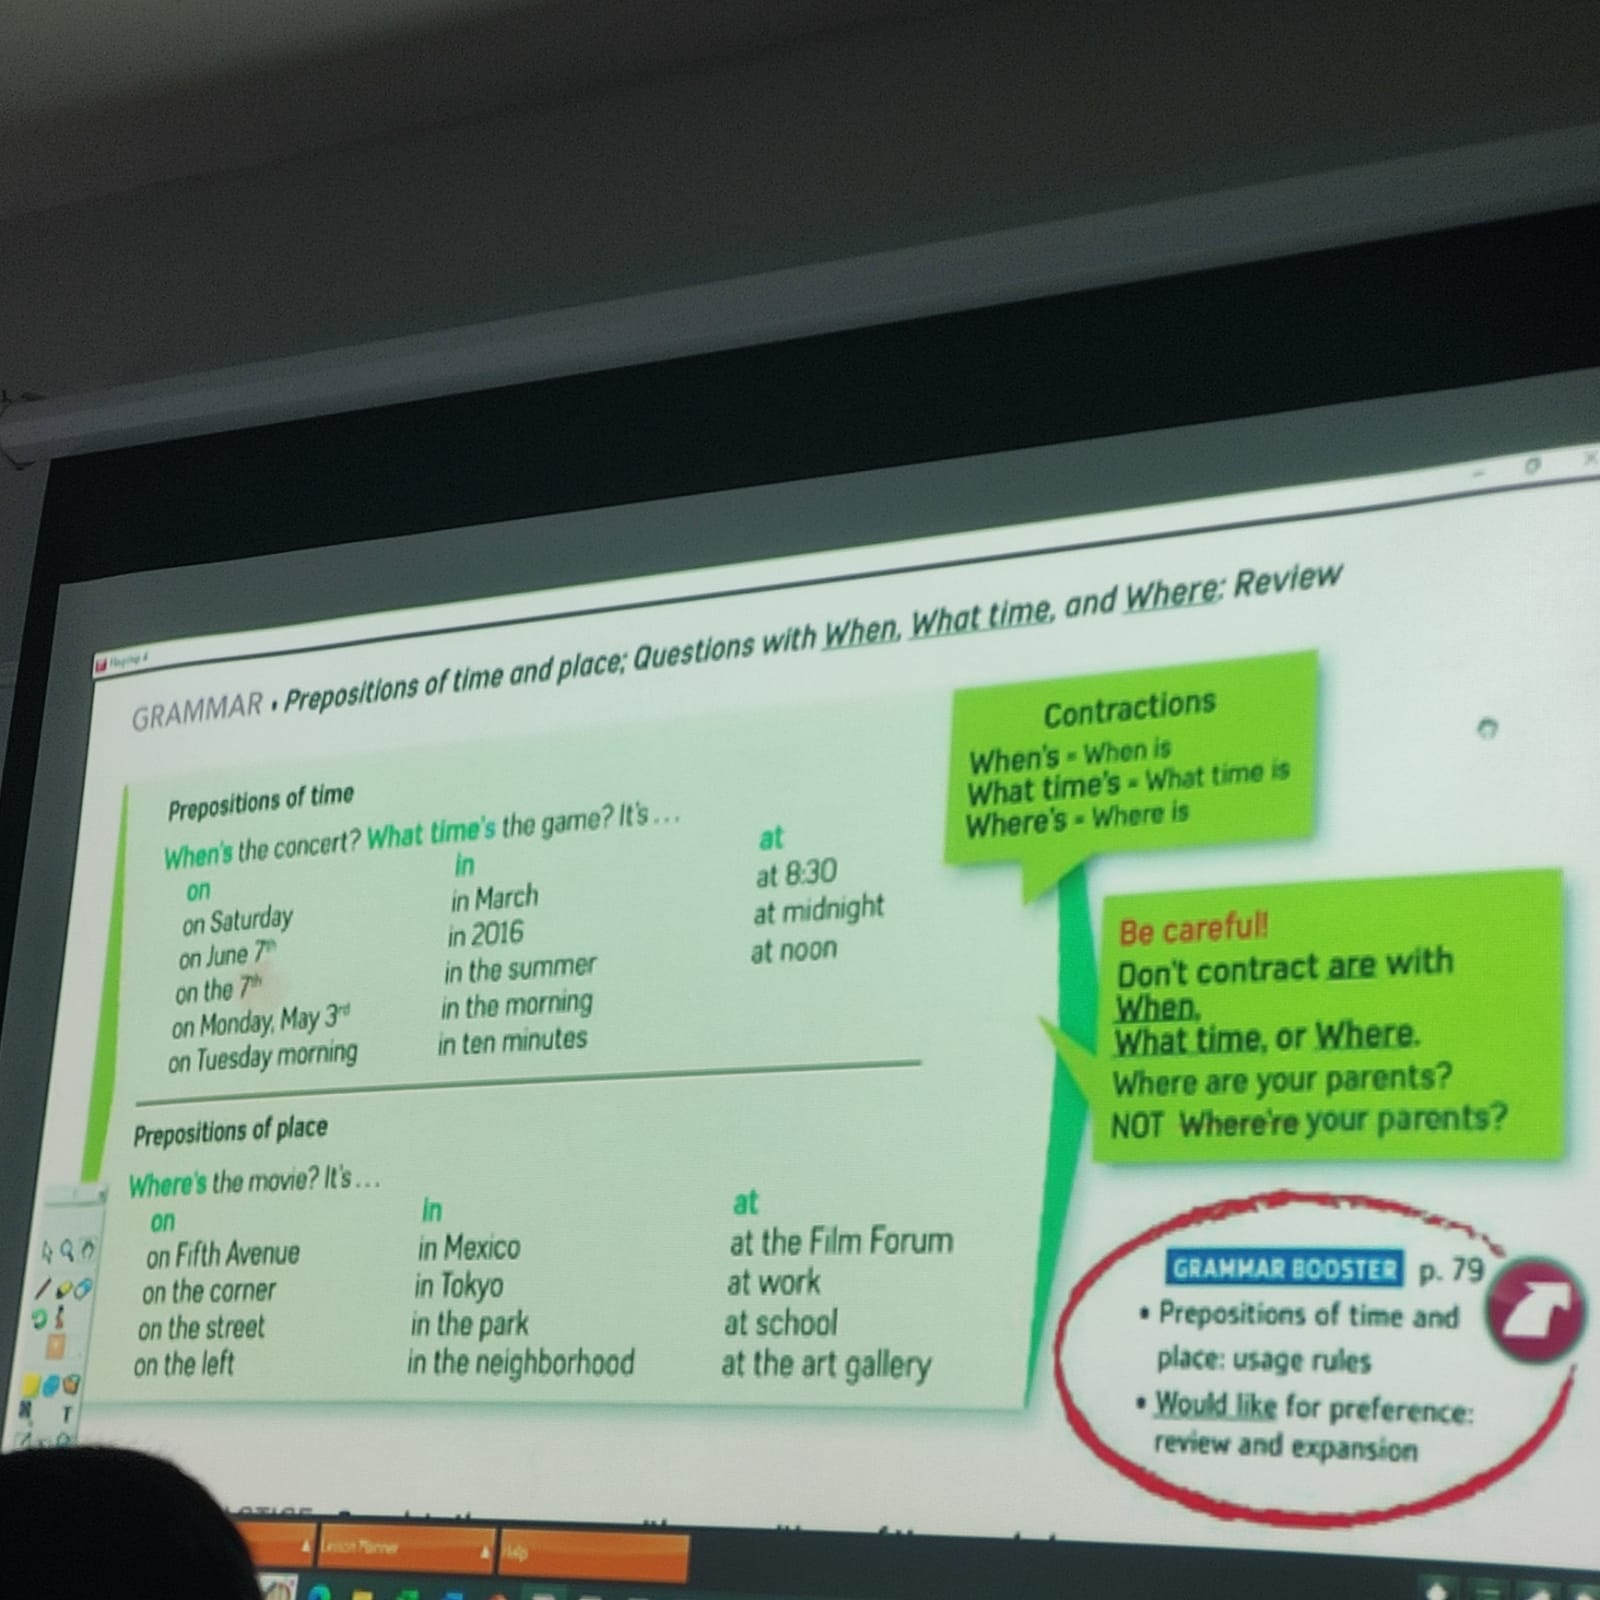 GRAMMAR • Prepositions of time and place; Questions with When, What time, and Where: Review
Prepositions of time
When's the concert? What time's the game? It's ...
on
on Saturday
on June 7th
on the 7th
on Monday, May 3rd
on Tuesday morning
in
in March
in 2016
in the summer
in the morning
in ten minutes
at
at 8:30
at midnight
at noon
Prepositions of place
Where's the movie? It's ...
on
on Fifth Avenue
on the corner
on the street
on the left
in
in Mexico
in Tokyo
in the park
in the neighborhood
at
at the Film Forum
at work
at school
at the art gallery
Contractions
When's = When is
What time's = What time is
Where's = Where is
Be careful!
Don't contract are with
When,
What time, or Where.
Where are your parents?
NOT Where're your parents?
GRAMMAR BOOSTER p. 79
• Prepositions of time and
place: usage rules
• Would like for preference:
review and expansion
T
Lesson Planner
Help